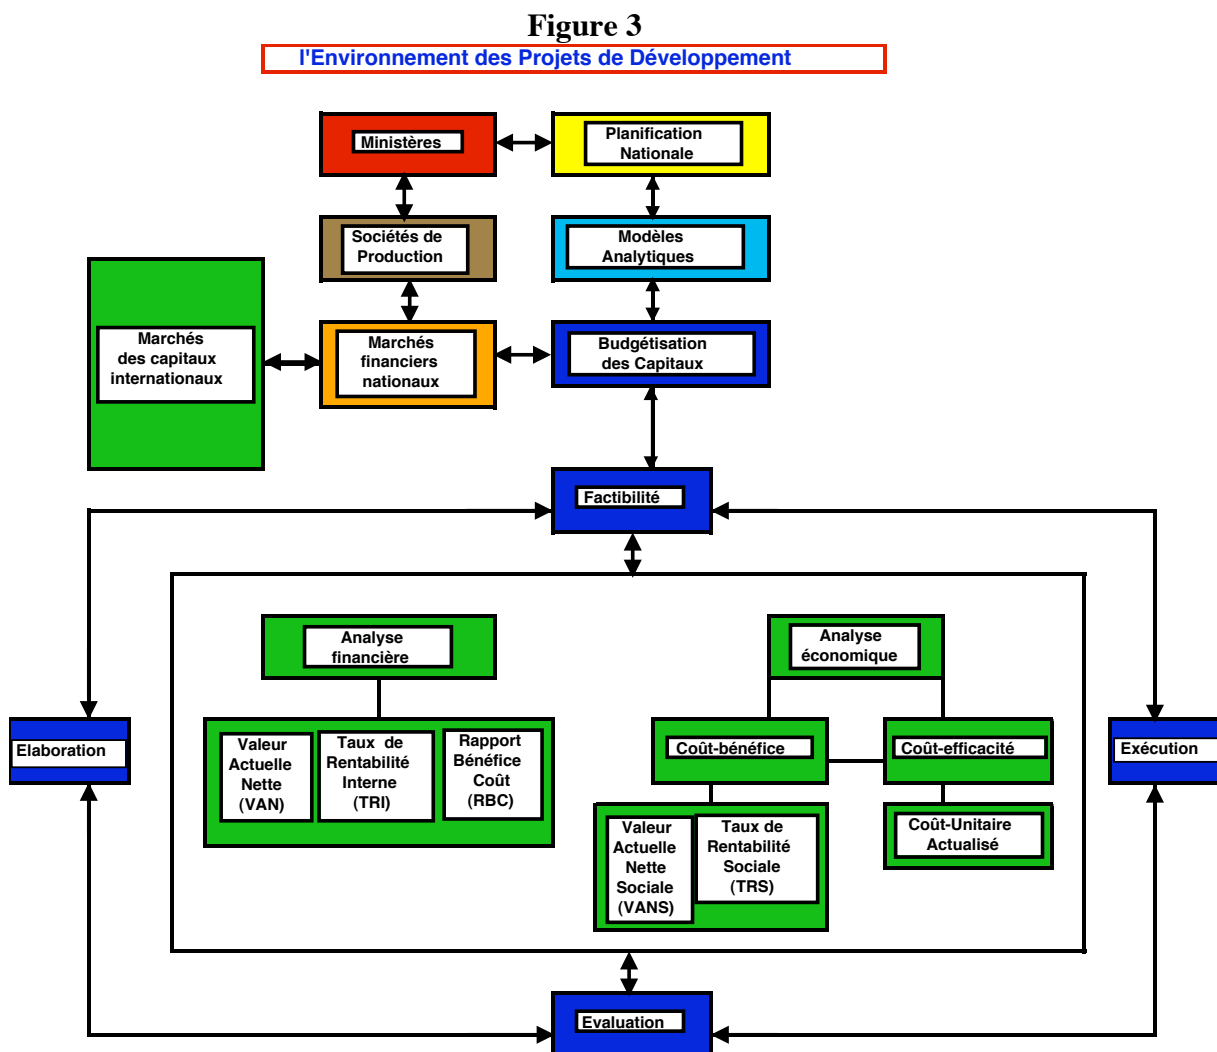 Figure 3
l'Environnement des Projets de Développement
Ministères
Planification
Nationale
Sociétés de
Production
Modèles
Analytiques
Marchés
des capitaux
internationaux
Marchés
financiers
nationaux
Budgétisation
des Capitaux
Factibilité
Analyse
financière
Analyse
économique
Elaboration
Valeur
Actuelle
Nette
(VAN)
Taux de
Rentabilité
Interne
(TRI)
Rapport
Bénéfice
Coût
(RBC)
Coût-bénéfice
Coût-efficacité
Exécution
Valeur
Actuelle
Nette
Sociale
(VANS)
Taux de
Rentabilité
Sociale
(TRS)
Coût-Unitaire
Actualisé
Evaluation